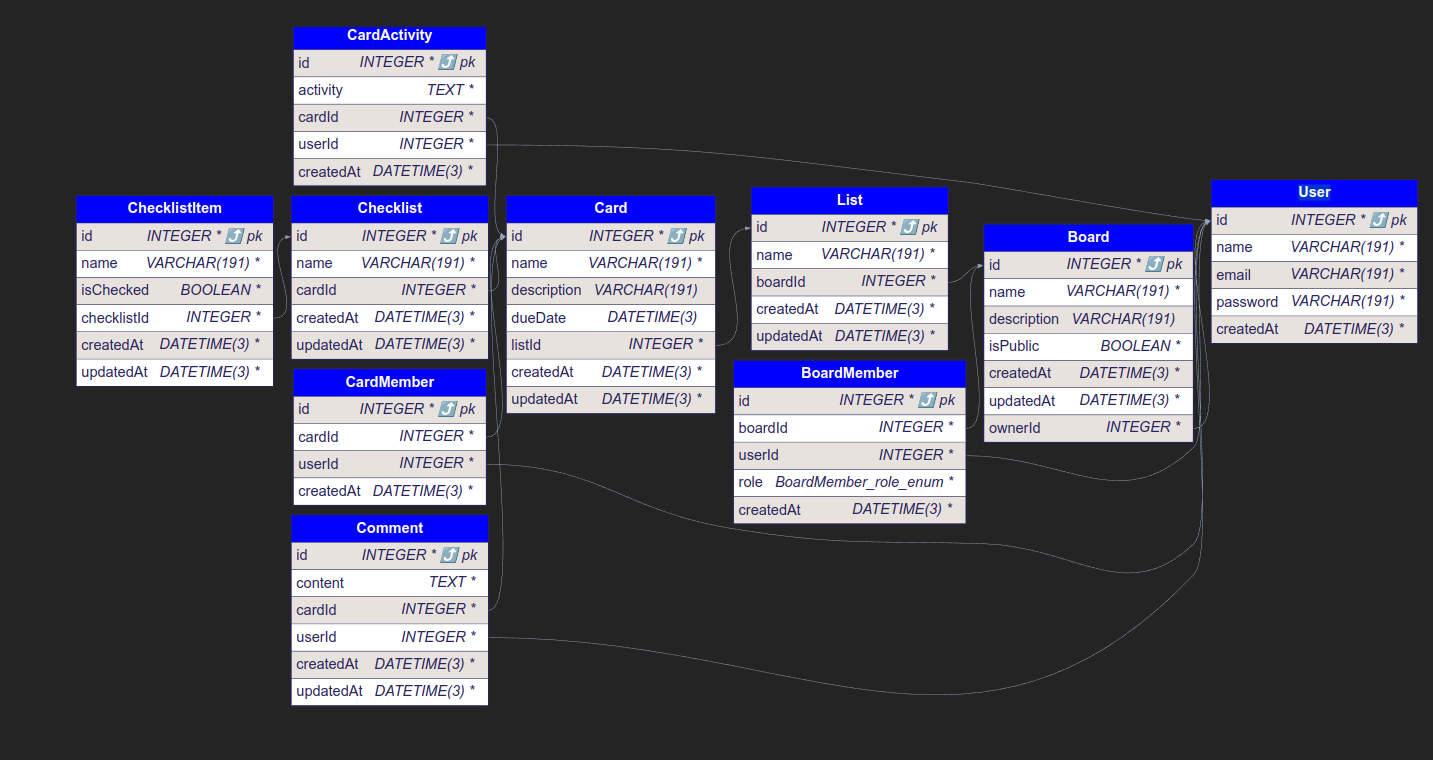 CardActivity
id INTEGER * ⤴ pk
activity TEXT *
cardId INTEGER *
userId INTEGER *
createdAt DATETIME(3) *
ChecklistItem
id INTEGER * ⤴ pk
name VARCHAR(191) *
isChecked BOOLEAN *
checklistId INTEGER *
createdAt DATETIME(3) *
updatedAt DATETIME(3) *
Checklist
id INTEGER * ⤴ pk
name VARCHAR(191) *
cardId INTEGER *
createdAt DATETIME(3) *
updatedAt DATETIME(3) *
CardMember
id INTEGER * ⤴ pk
cardId INTEGER *
userId INTEGER *
createdAt DATETIME(3) *
Comment
id INTEGER * ⤴ pk
content TEXT *
cardId INTEGER *
userId INTEGER *
createdAt DATETIME(3) *
updatedAt DATETIME(3) *
Card
id INTEGER * ⤴ pk
name VARCHAR(191) *
description VARCHAR(191)
dueDate DATETIME(3)
listId INTEGER *
createdAt DATETIME(3) *
updatedAt DATETIME(3) *
List
id INTEGER * ⤴ pk
name VARCHAR(191) *
boardId INTEGER *
createdAt DATETIME(3) *
updatedAt DATETIME(3) *
BoardMember
id INTEGER * ⤴ pk
boardId INTEGER *
userId INTEGER *
role BoardMember_role_enum *
createdAt DATETIME(3) *
Board
id INTEGER * ⤴ pk
name VARCHAR(191) *
description VARCHAR(191)
isPublic BOOLEAN *
createdAt DATETIME(3) *
updatedAt DATETIME(3) *
ownerId INTEGER *
User
id INTEGER * ⤴ pk
name VARCHAR(191) *
email VARCHAR(191) *
password VARCHAR(191) *
createdAt DATETIME(3) *